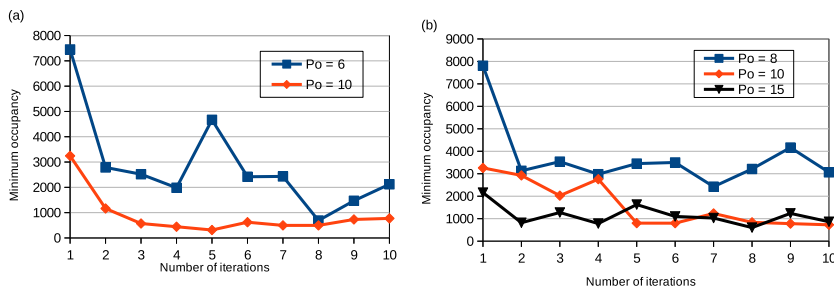 (a)
8000
7000
6000
5000
4000
3000
2000
1000
0
Minimum occupancy
Po = 6
Po = 10
1 2 3 4 5 6 7 8 9 10
Number of iterations
(b)
9000
8000
7000
6000
5000
4000
3000
2000
1000
0
Minimum occupancy
Po = 8
Po = 10
Po = 15
1 2 3 4 5 6 7 8 9 10
Number of iterations